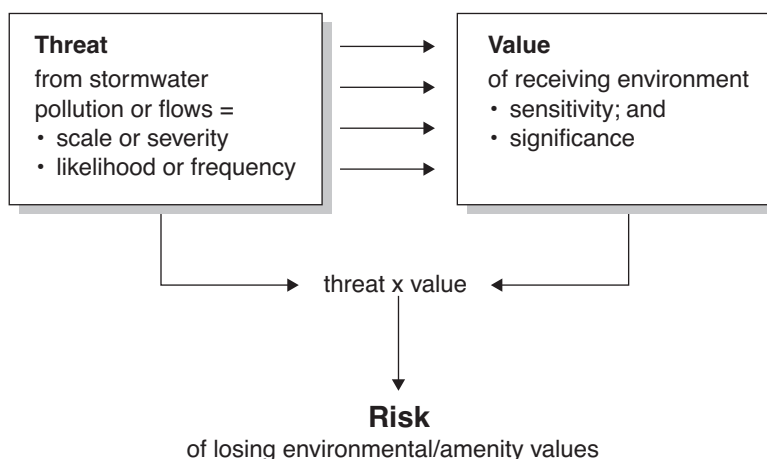 Threat
from stormwater
pollution or flows =
• scale or severity
• likelihood or frequency
Value
of receiving environment
• sensitivity; and
• significance
threat x value
Risk
of losing environmental/amenity values